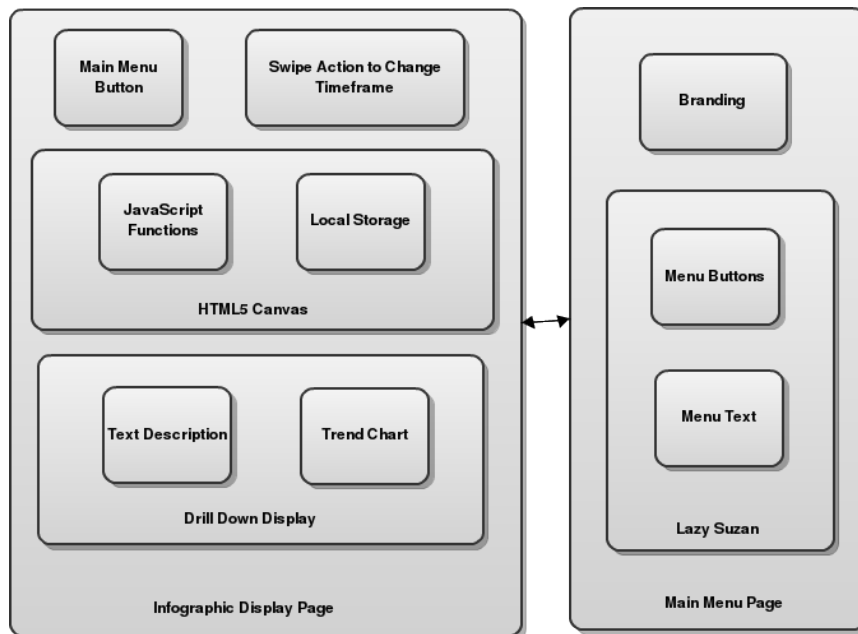 Main Menu
Button
Swipe Action to Change
Timeframe
JavaScript
Functions
Local Storage
HTML5 Canvas
Text Description
Trend Chart
Drill Down Display
Infographic Display Page
Branding
Menu Buttons
Menu Text
Lazy Suzan
Main Menu Page